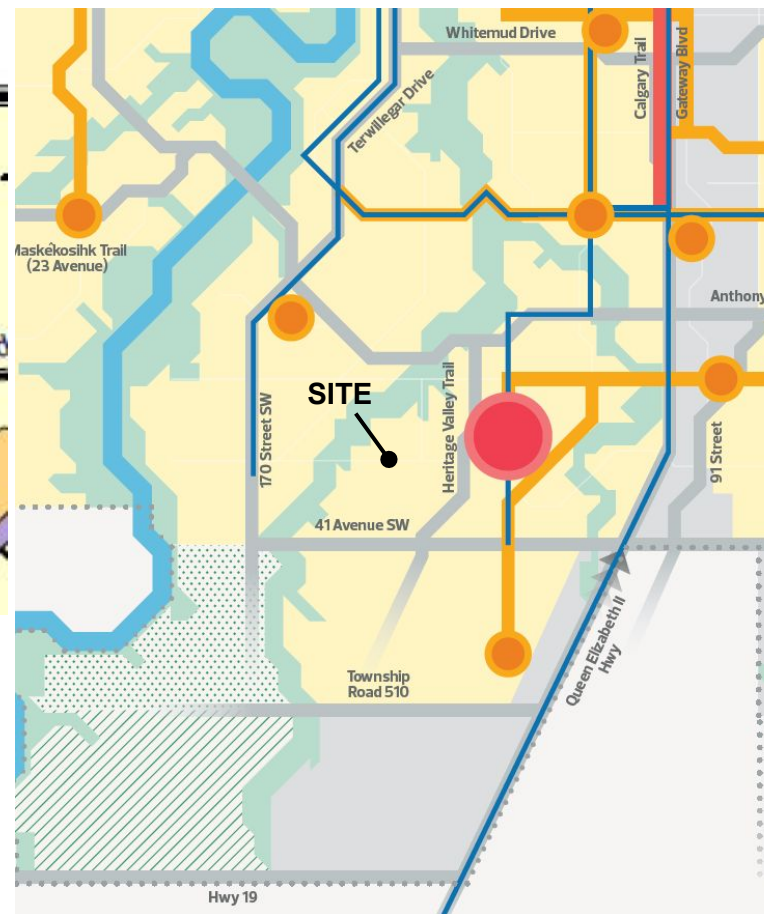 Whitemud Drive
Calgary Trail
Gateway Blvd
Terwillegar Drive
Maskêkosihk Trail
(23 Avenue)
Anthony
SITE
170 Street SW
Heritage Valley Trail
91 Street
41 Avenue SW
Queen Elizabeth II
Hwy
Township
Road 510
Hwy 19